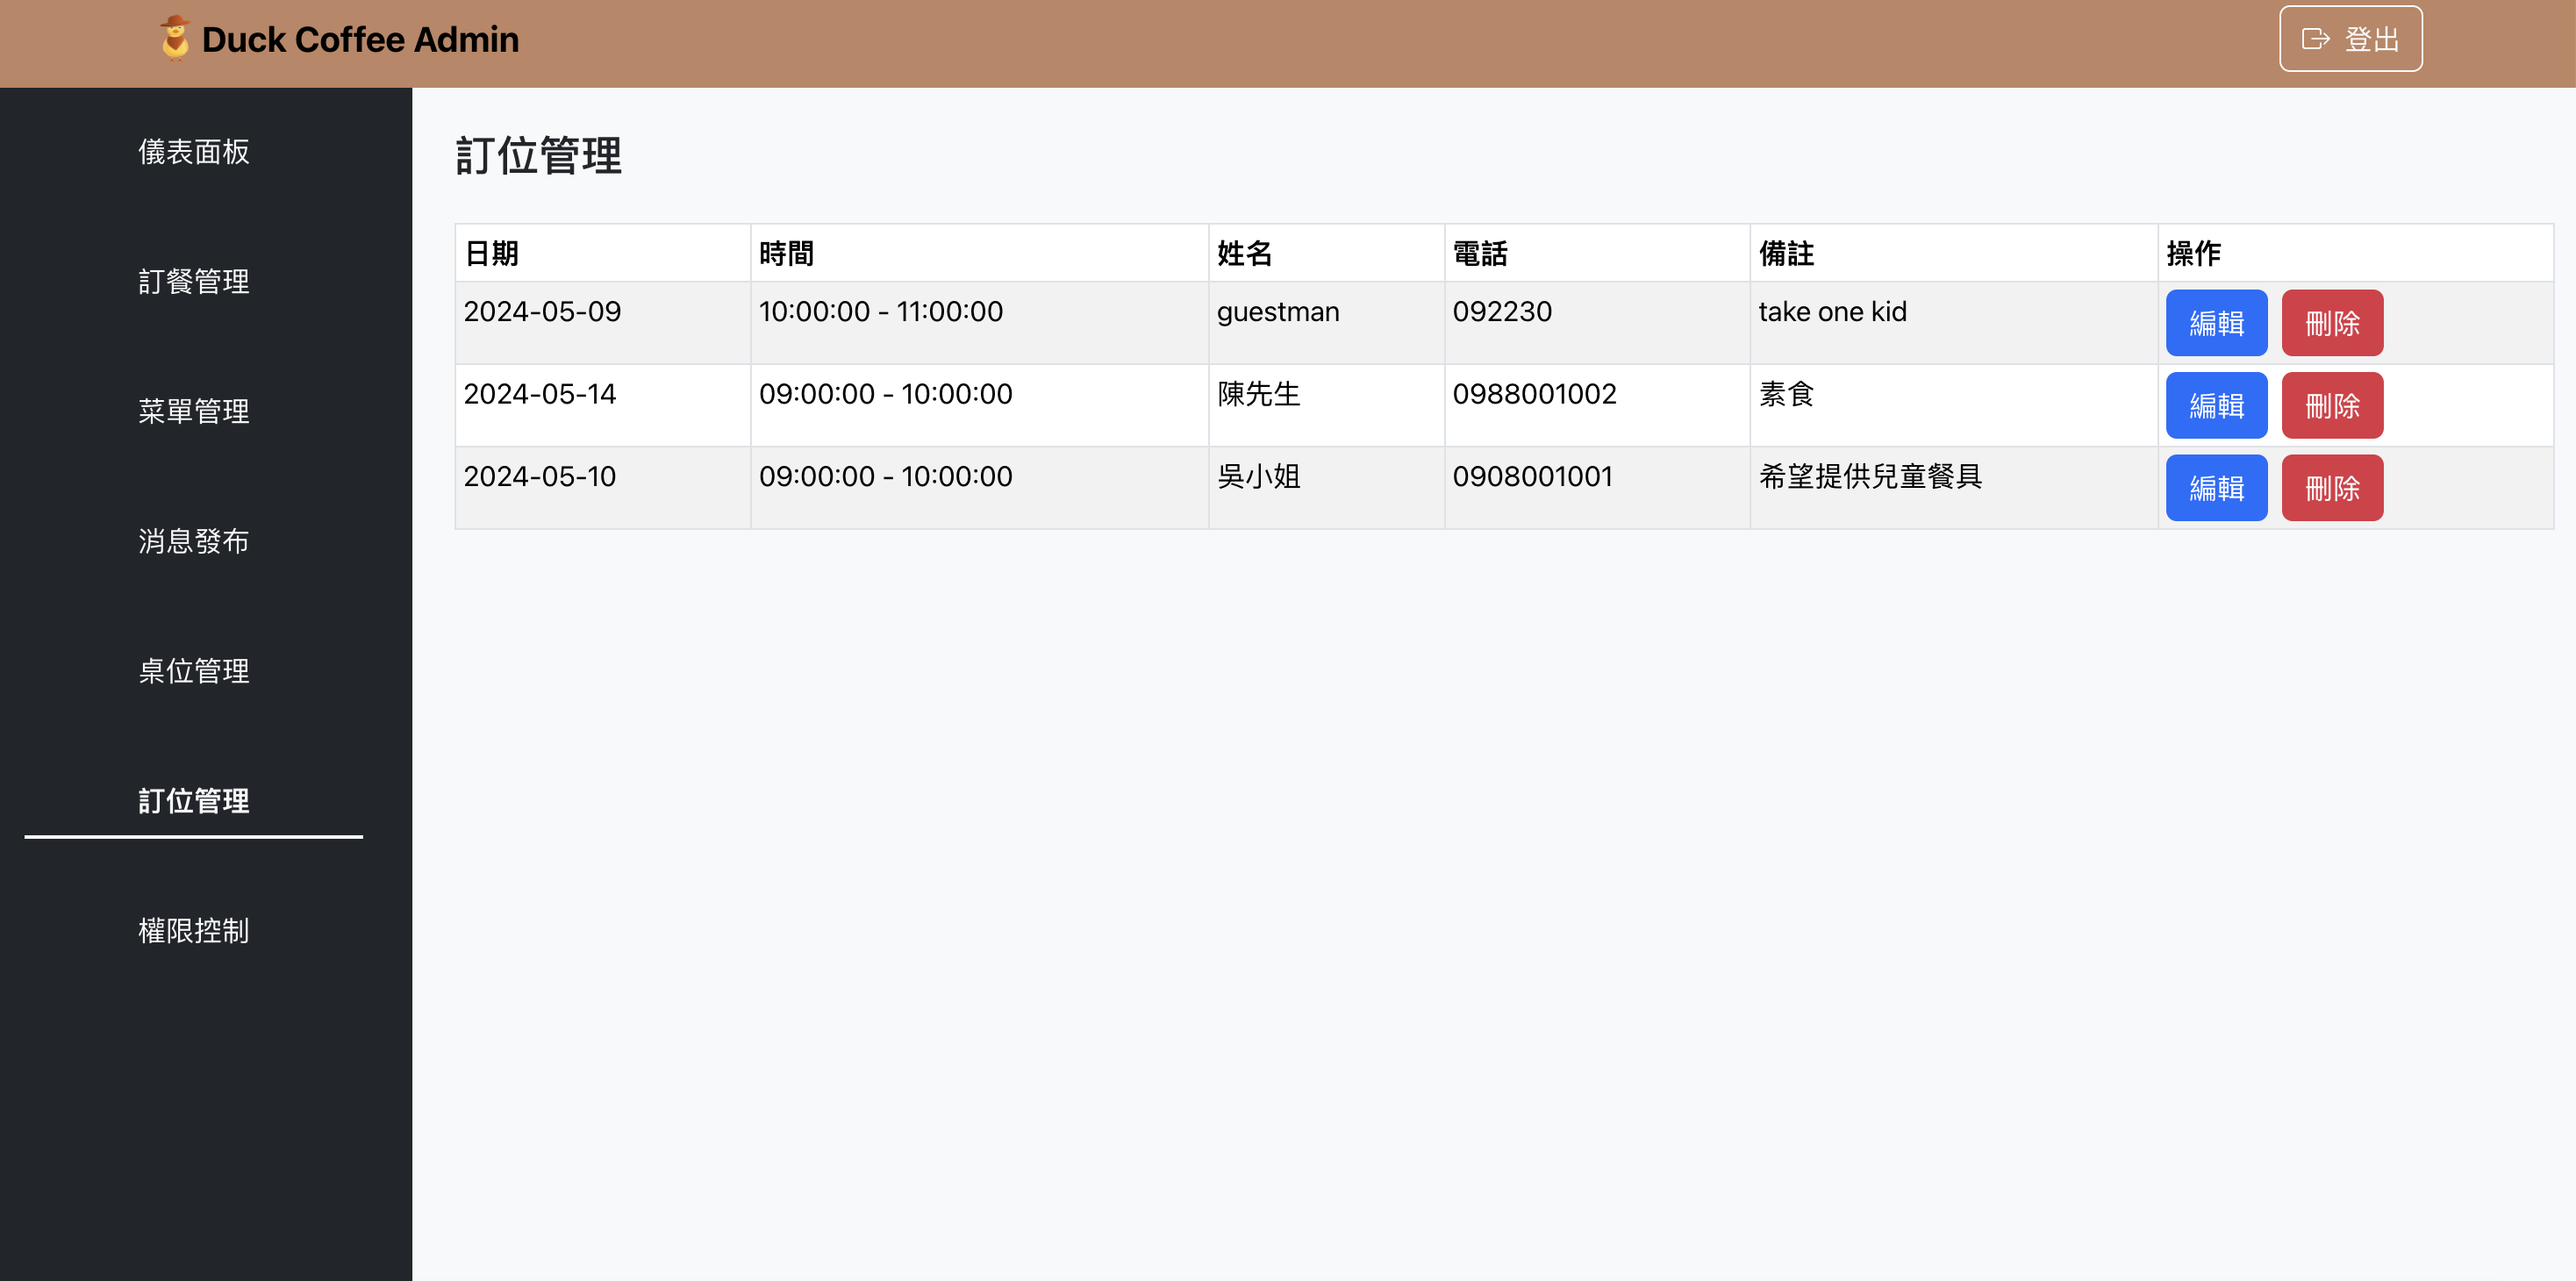 Duck Coffee Admin
登出
儀表面板
訂餐管理
菜單管理
消息發布
桌位管理
訂位管理
權限控制
訂位管理
日期 時間 姓名 電話 備註 操作
2024-05-09 10:00:00 - 11:00:00 guestman 092230 take one kid 編輯 刪除
2024-05-14 09:00:00 - 10:00:00 陳先生 0988001002 素食 編輯 刪除
2024-05-10 09:00:00 - 10:00:00 吳小姐 0908001001 希望提供兒童餐具 編輯 刪除